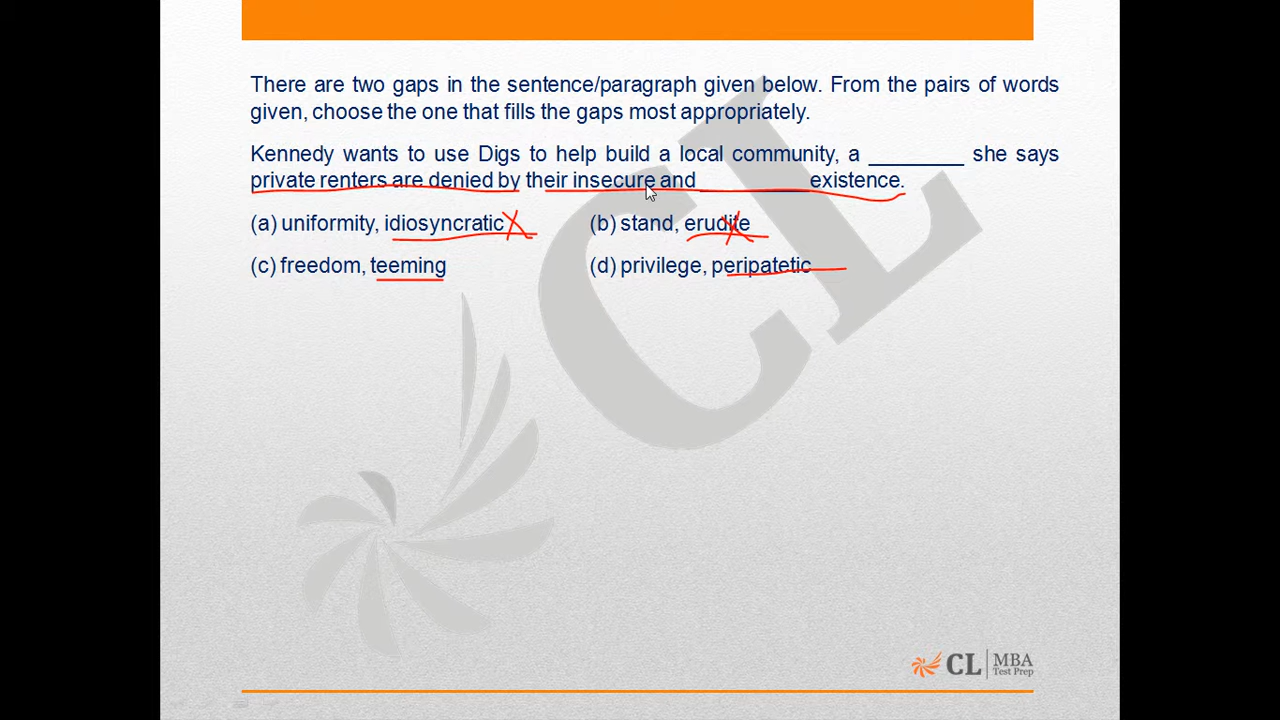 There are two gaps in the sentence/paragraph given below. From the pairs of words
given, choose the one that fills the gaps most appropriately.
Kennedy wants to use Digs to help build a local community, a ________ she says
private renters are denied by their insecure and _________ existence.
(a) uniformity, idiosyncratic (b) stand, erudite
(c) freedom, teeming (d) privilege, peripatetic
CL
CL MBA
Test Prep